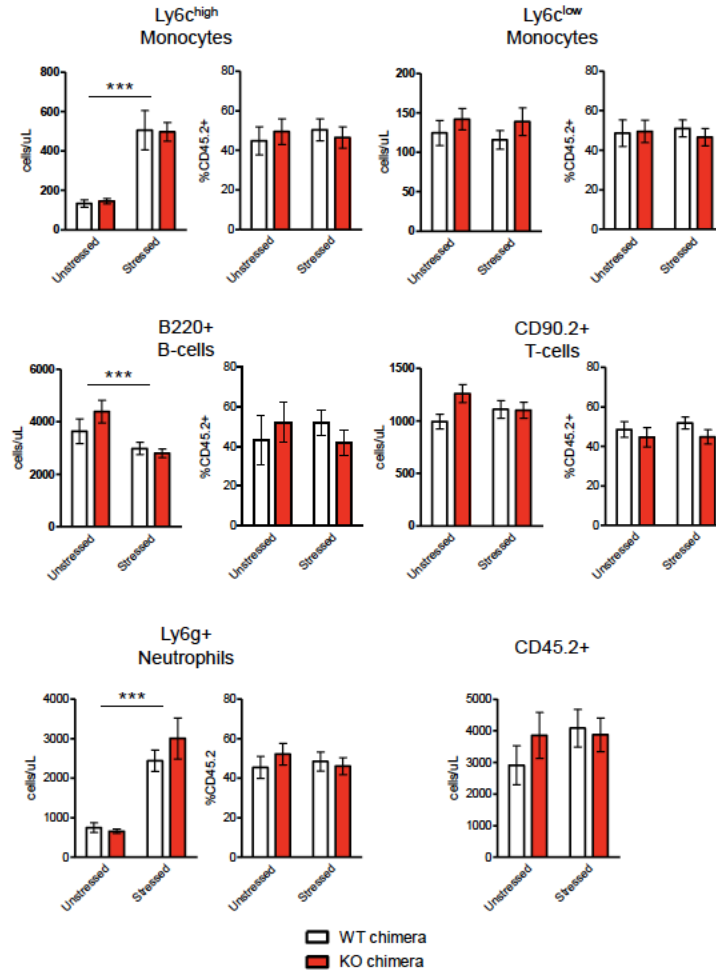 Ly6c^high
Monocytes
cells/uL
800
600
400
200
0
***
Unstressed
Stressed
%CD45.2+
80
60
40
20
0
Unstressed
Stressed
Ly6c^low
Monocytes
cells/uL
200
150
100
50
0
Unstressed
Stressed
%CD45.2+
80
60
40
20
0
Unstressed
Stressed
B220+
B-cells
cells/uL
6000
4000
2000
0
***
Unstressed
Stressed
%CD45.2+
80
60
40
20
0
Unstressed
Stressed
CD90.2+
T-cells
cells/uL
1500
1000
500
0
Unstressed
Stressed
%CD45.2+
80
60
40
20
0
Unstressed
Stressed
Ly6g+
Neutrophils
cells/uL
4000
3000
2000
1000
0
***
Unstressed
Stressed
%CD45.2
80
60
40
20
0
Unstressed
Stressed
CD45.2+
cells/uL
5000
4000
3000
2000
1000
0
Unstressed
Stressed
WT chimera
KO chimera